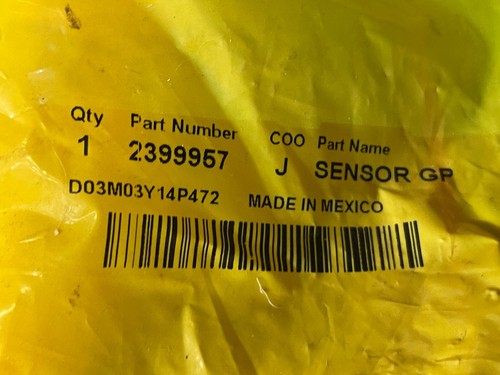 Qty Part Number COO Part Name
1 2399957 J SENSOR GP
D03M03Y14P472 MADE IN MEXICO